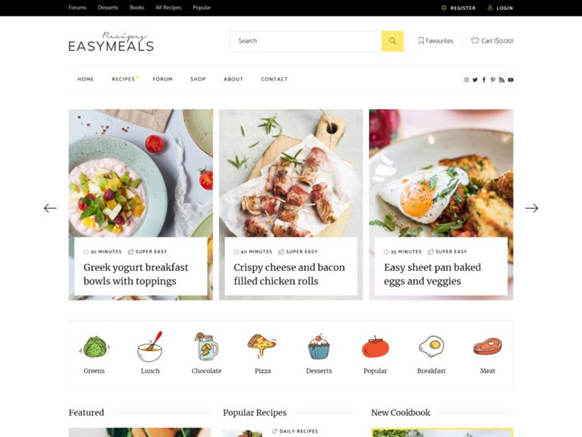 Forums Desserts Books All Recipes Popular REGISTER LOGIN
Recipes
EASYMEALS
Search
Favourites
Cart ($0.00)
HOME RECIPES FORUM SHOP ABOUT CONTACT
30 MINUTES SUPER EASY
Greek yogurt breakfast
bowls with toppings
40 MINUTES SUPER EASY
Crispy cheese and bacon
filled chicken rolls
35 MINUTES SUPER EASY
Easy sheet pan baked
eggs and veggies
Greens Lunch Chocolate Pizza Desserts Popular Breakfast Meat
Featured
Popular Recipes
DAILY RECIPES
New Cookbook